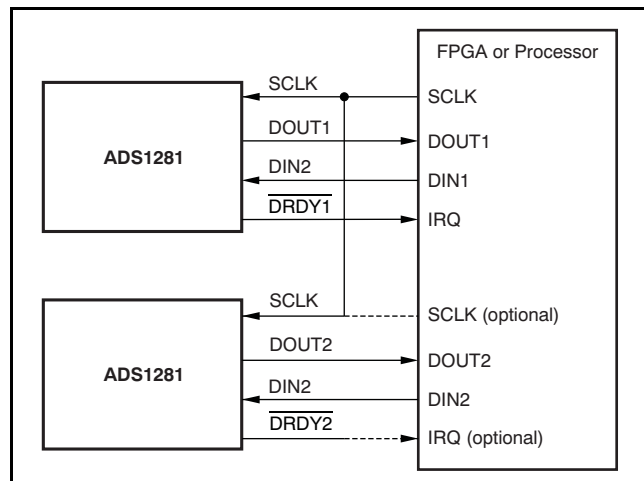 FPGA or Processor
SCLK
SCLK
DOUT1
DOUT1
ADS1281
DIN2
DIN1
DRDY1
IRQ
SCLK
SCLK (optional)
DOUT2
DOUT2
ADS1281
DIN2
DIN2
DRDY2
IRQ (optional)